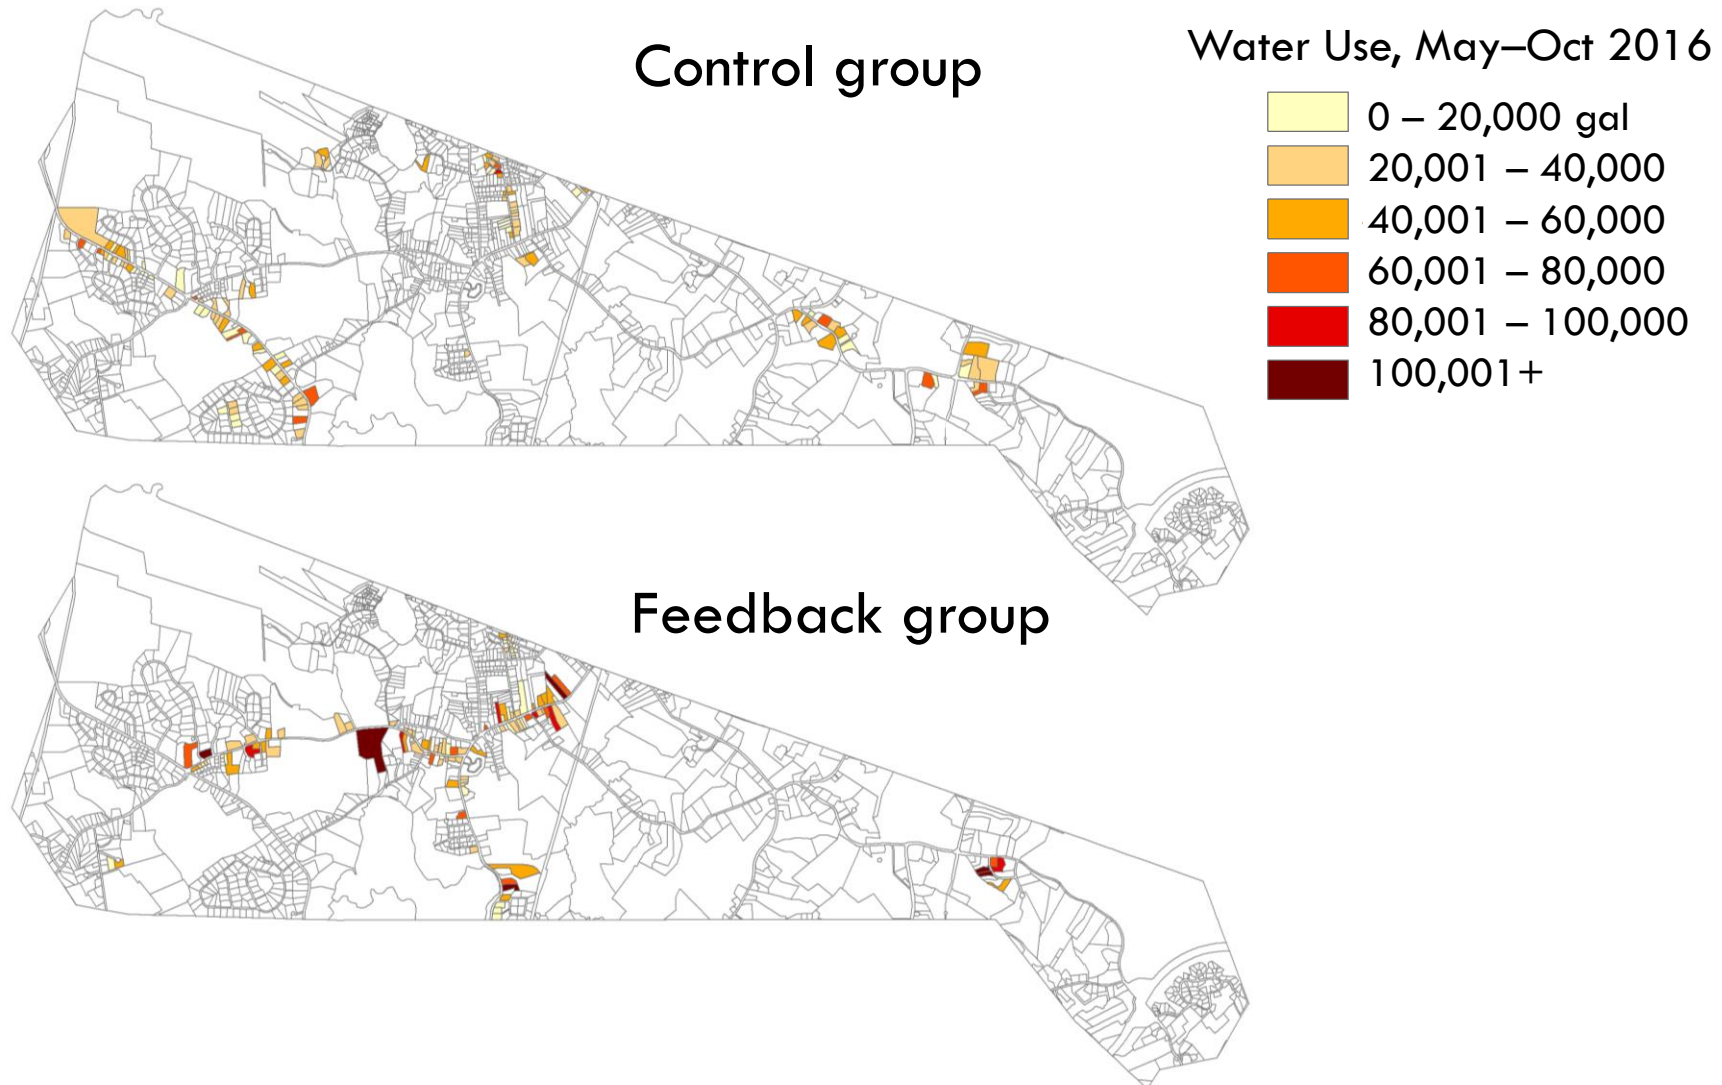 Control group
Water Use, May–Oct 2016
0 – 20,000 gal
20,001 – 40,000
40,001 – 60,000
60,001 – 80,000
80,001 – 100,000
100,001+
Feedback group